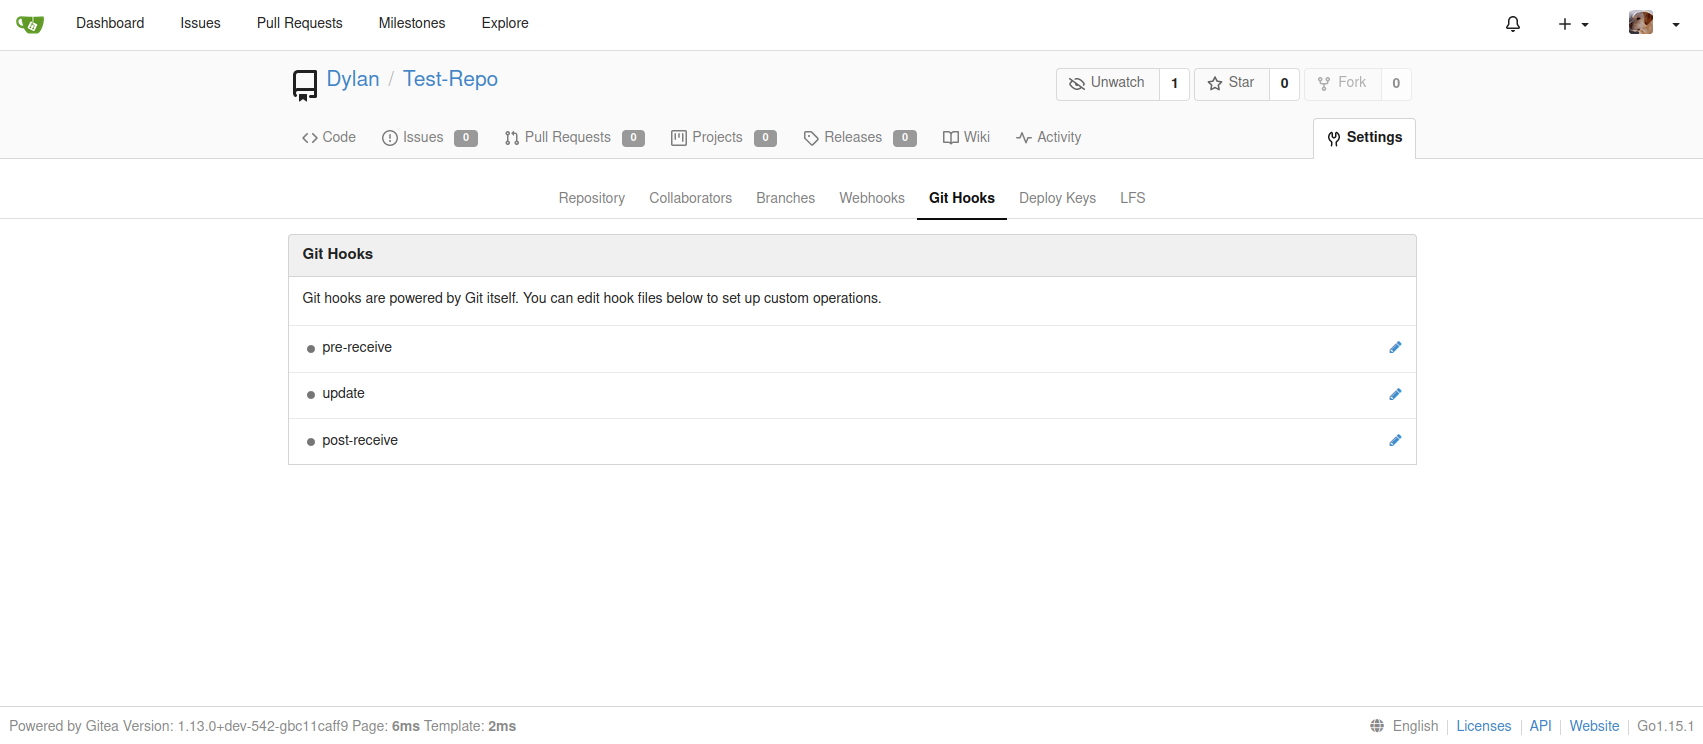 Dashboard Issues Pull Requests Milestones Explore
Dylan / Test-Repo
Unwatch 1 Star 0 Fork 0
Code Issues 0 Pull Requests 0 Projects 0 Releases 0 Wiki Activity Settings
Repository Collaborators Branches Webhooks Git Hooks Deploy Keys LFS
Git Hooks
Git hooks are powered by Git itself. You can edit hook files below to set up custom operations.
pre-receive
update
post-receive
Powered by Gitea Version: 1.13.0+dev-542-gbc11caff9 Page: 6ms Template: 2ms English Licenses API Website Go1.15.1